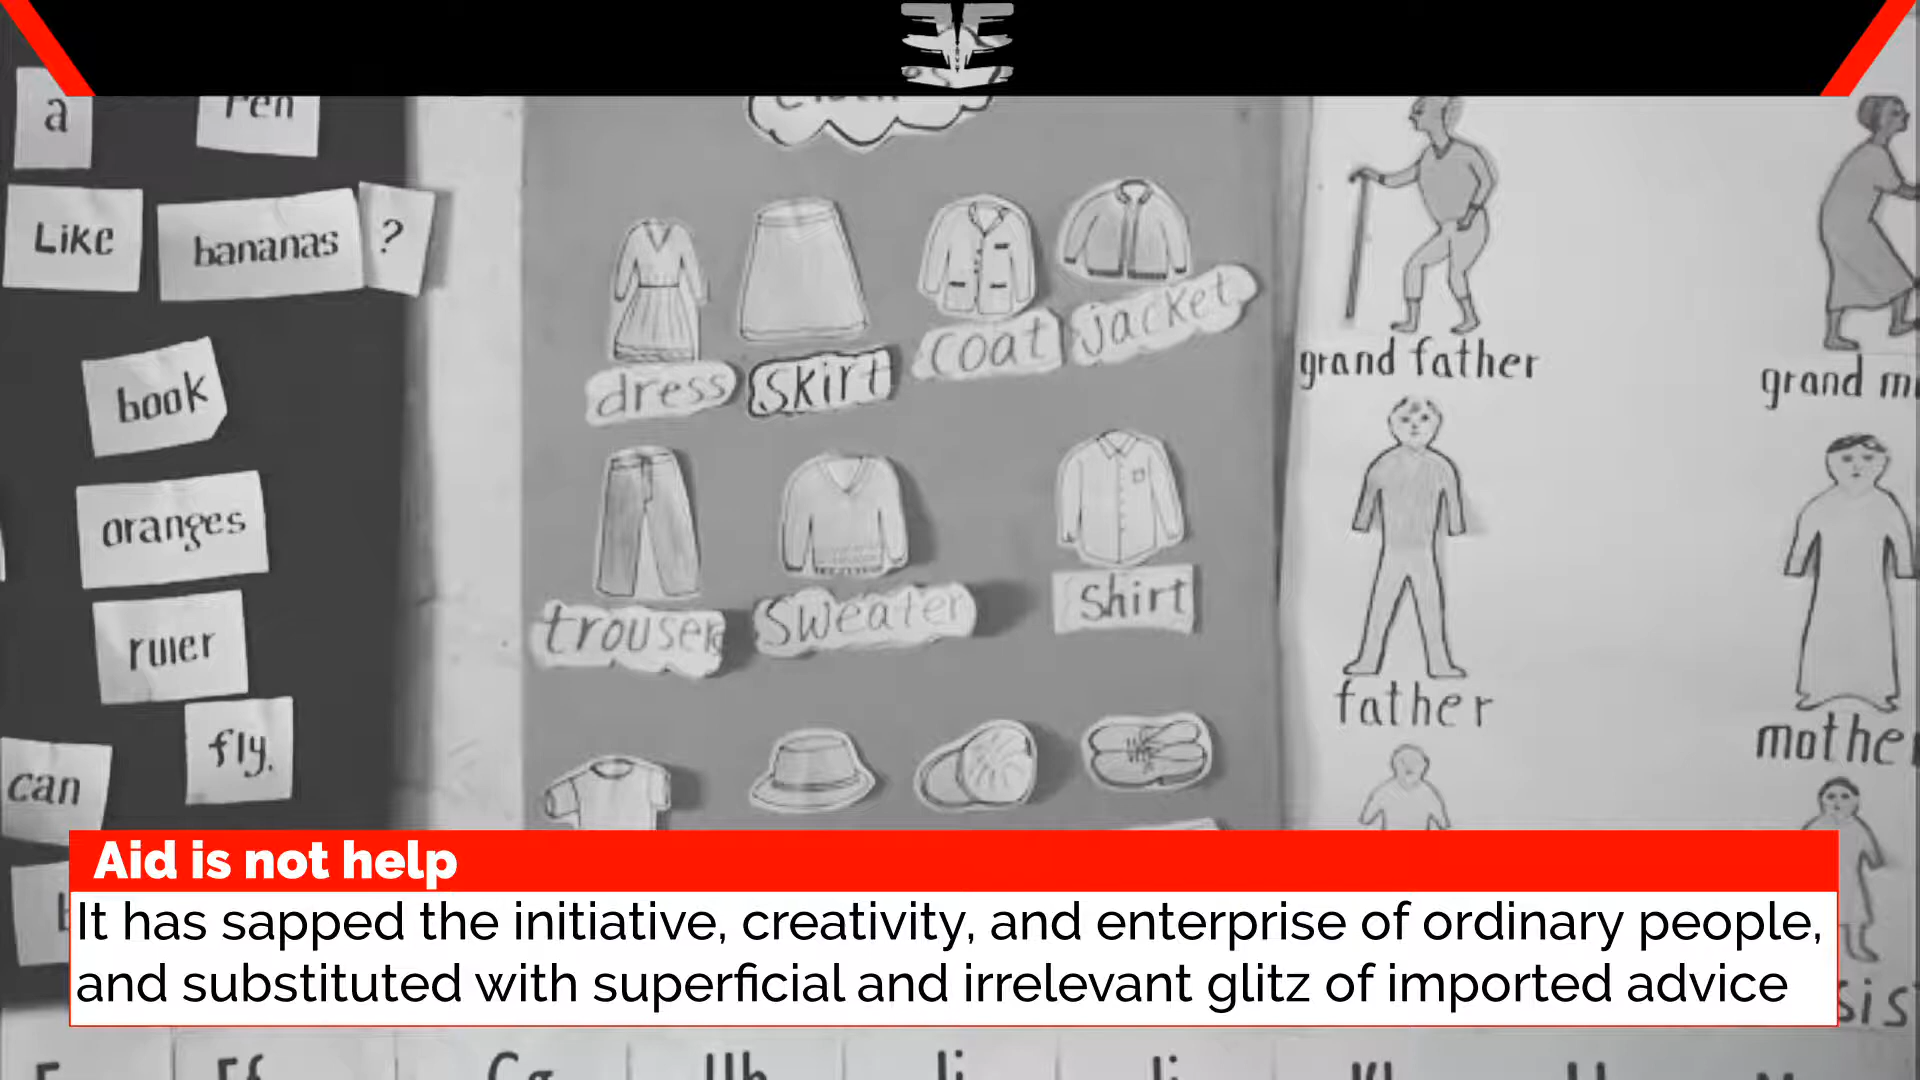 a
Like bananas ?
book
oranges
ruler
fly.
can
dress skirt coat jacket
trousers sweater shirt
grand father
grand
father
Aid is not help
It has sapped the initiative, creativity, and enterprise of ordinary people,
and substituted with superficial and irrelevant glitz of imported advice